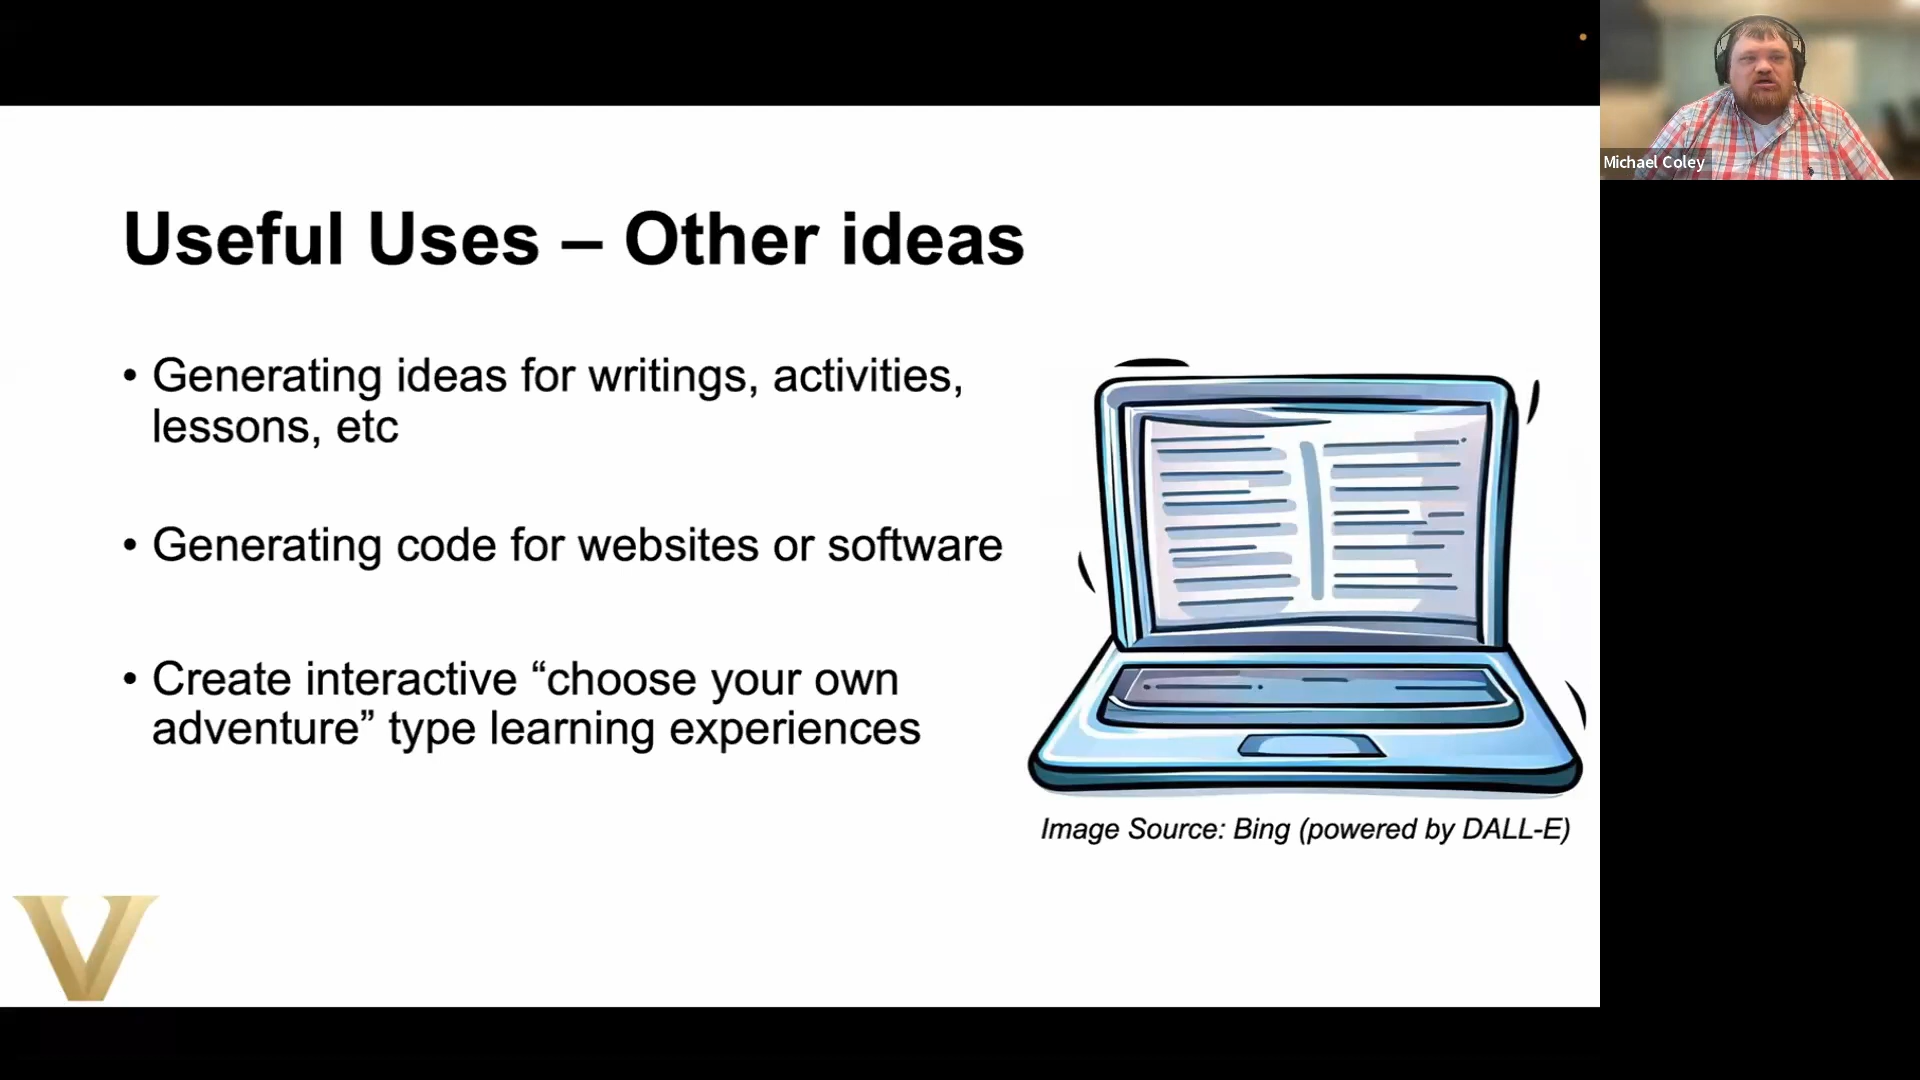 Useful Uses – Other ideas
• Generating ideas for writings, activities,
lessons, etc
• Generating code for websites or software
• Create interactive “choose your own
adventure” type learning experiences
Image Source: Bing (powered by DALL-E)
V
Michael Coley